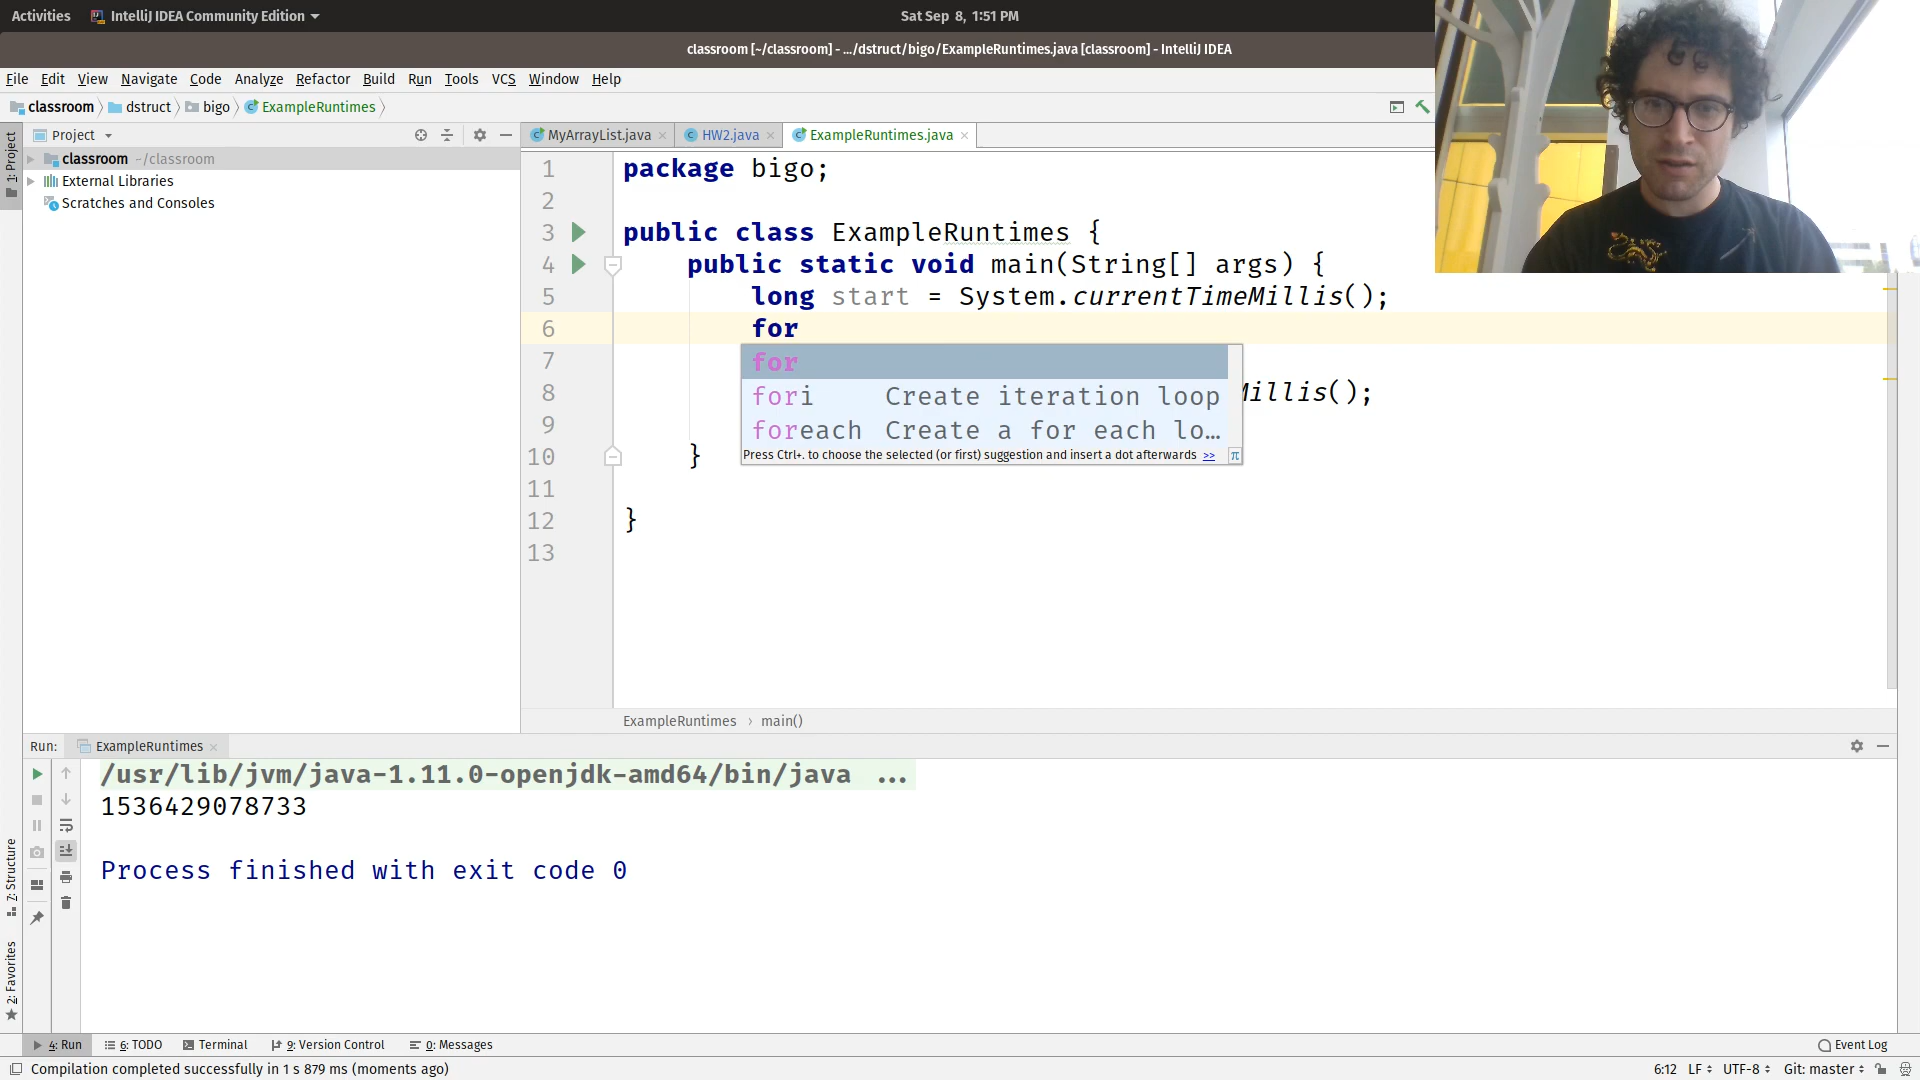 Activities
IntelliJ IDEA Community Edition
Sat Sep 8, 1:51 PM
classroom [~/classroom] - .../dstruct/bigo/ExampleRuntimes.java [classroom] - IntelliJ IDEA
File Edit View Navigate Code Analyze Refactor Build Run Tools VCS Window Help
classroom dstruct bigo ExampleRuntimes
1: Project
Project
classroom ~/classroom
External Libraries
Scratches and Consoles
MyArrayList.java HW2.java ExampleRuntimes.java
1 package bigo;
2
3 public class ExampleRuntimes {
4 public static void main(String[] args) {
5 long start = System.currentTimeMillis();
6 for
7
8 Millis();
9
10 }
11
12 }
13
for
fori Create iteration loop
foreach Create a for each lo...
Press Ctrl+. to choose the selected (or first) suggestion and insert a dot afterwards >> π
ExampleRuntimes › main()
Run: ExampleRuntimes
/usr/lib/jvm/java-1.11.0-openjdk-amd64/bin/java ...
1536429078733
Process finished with exit code 0
7: Structure
2: Favorites
4: Run 6: TODO Terminal 9: Version Control 0: Messages
Event Log
Compilation completed successfully in 1 s 879 ms (moments ago)
6:12 LF UTF-8 Git: master